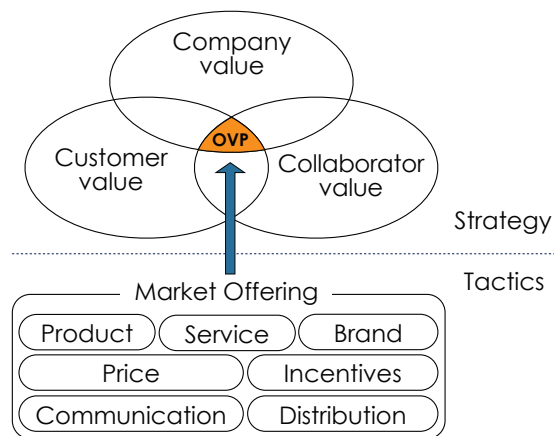 Company
value
OVP
Customer
value
Collaborator
value
Strategy
Tactics
Market Offering
Product
Service
Brand
Price
Incentives
Communication
Distribution